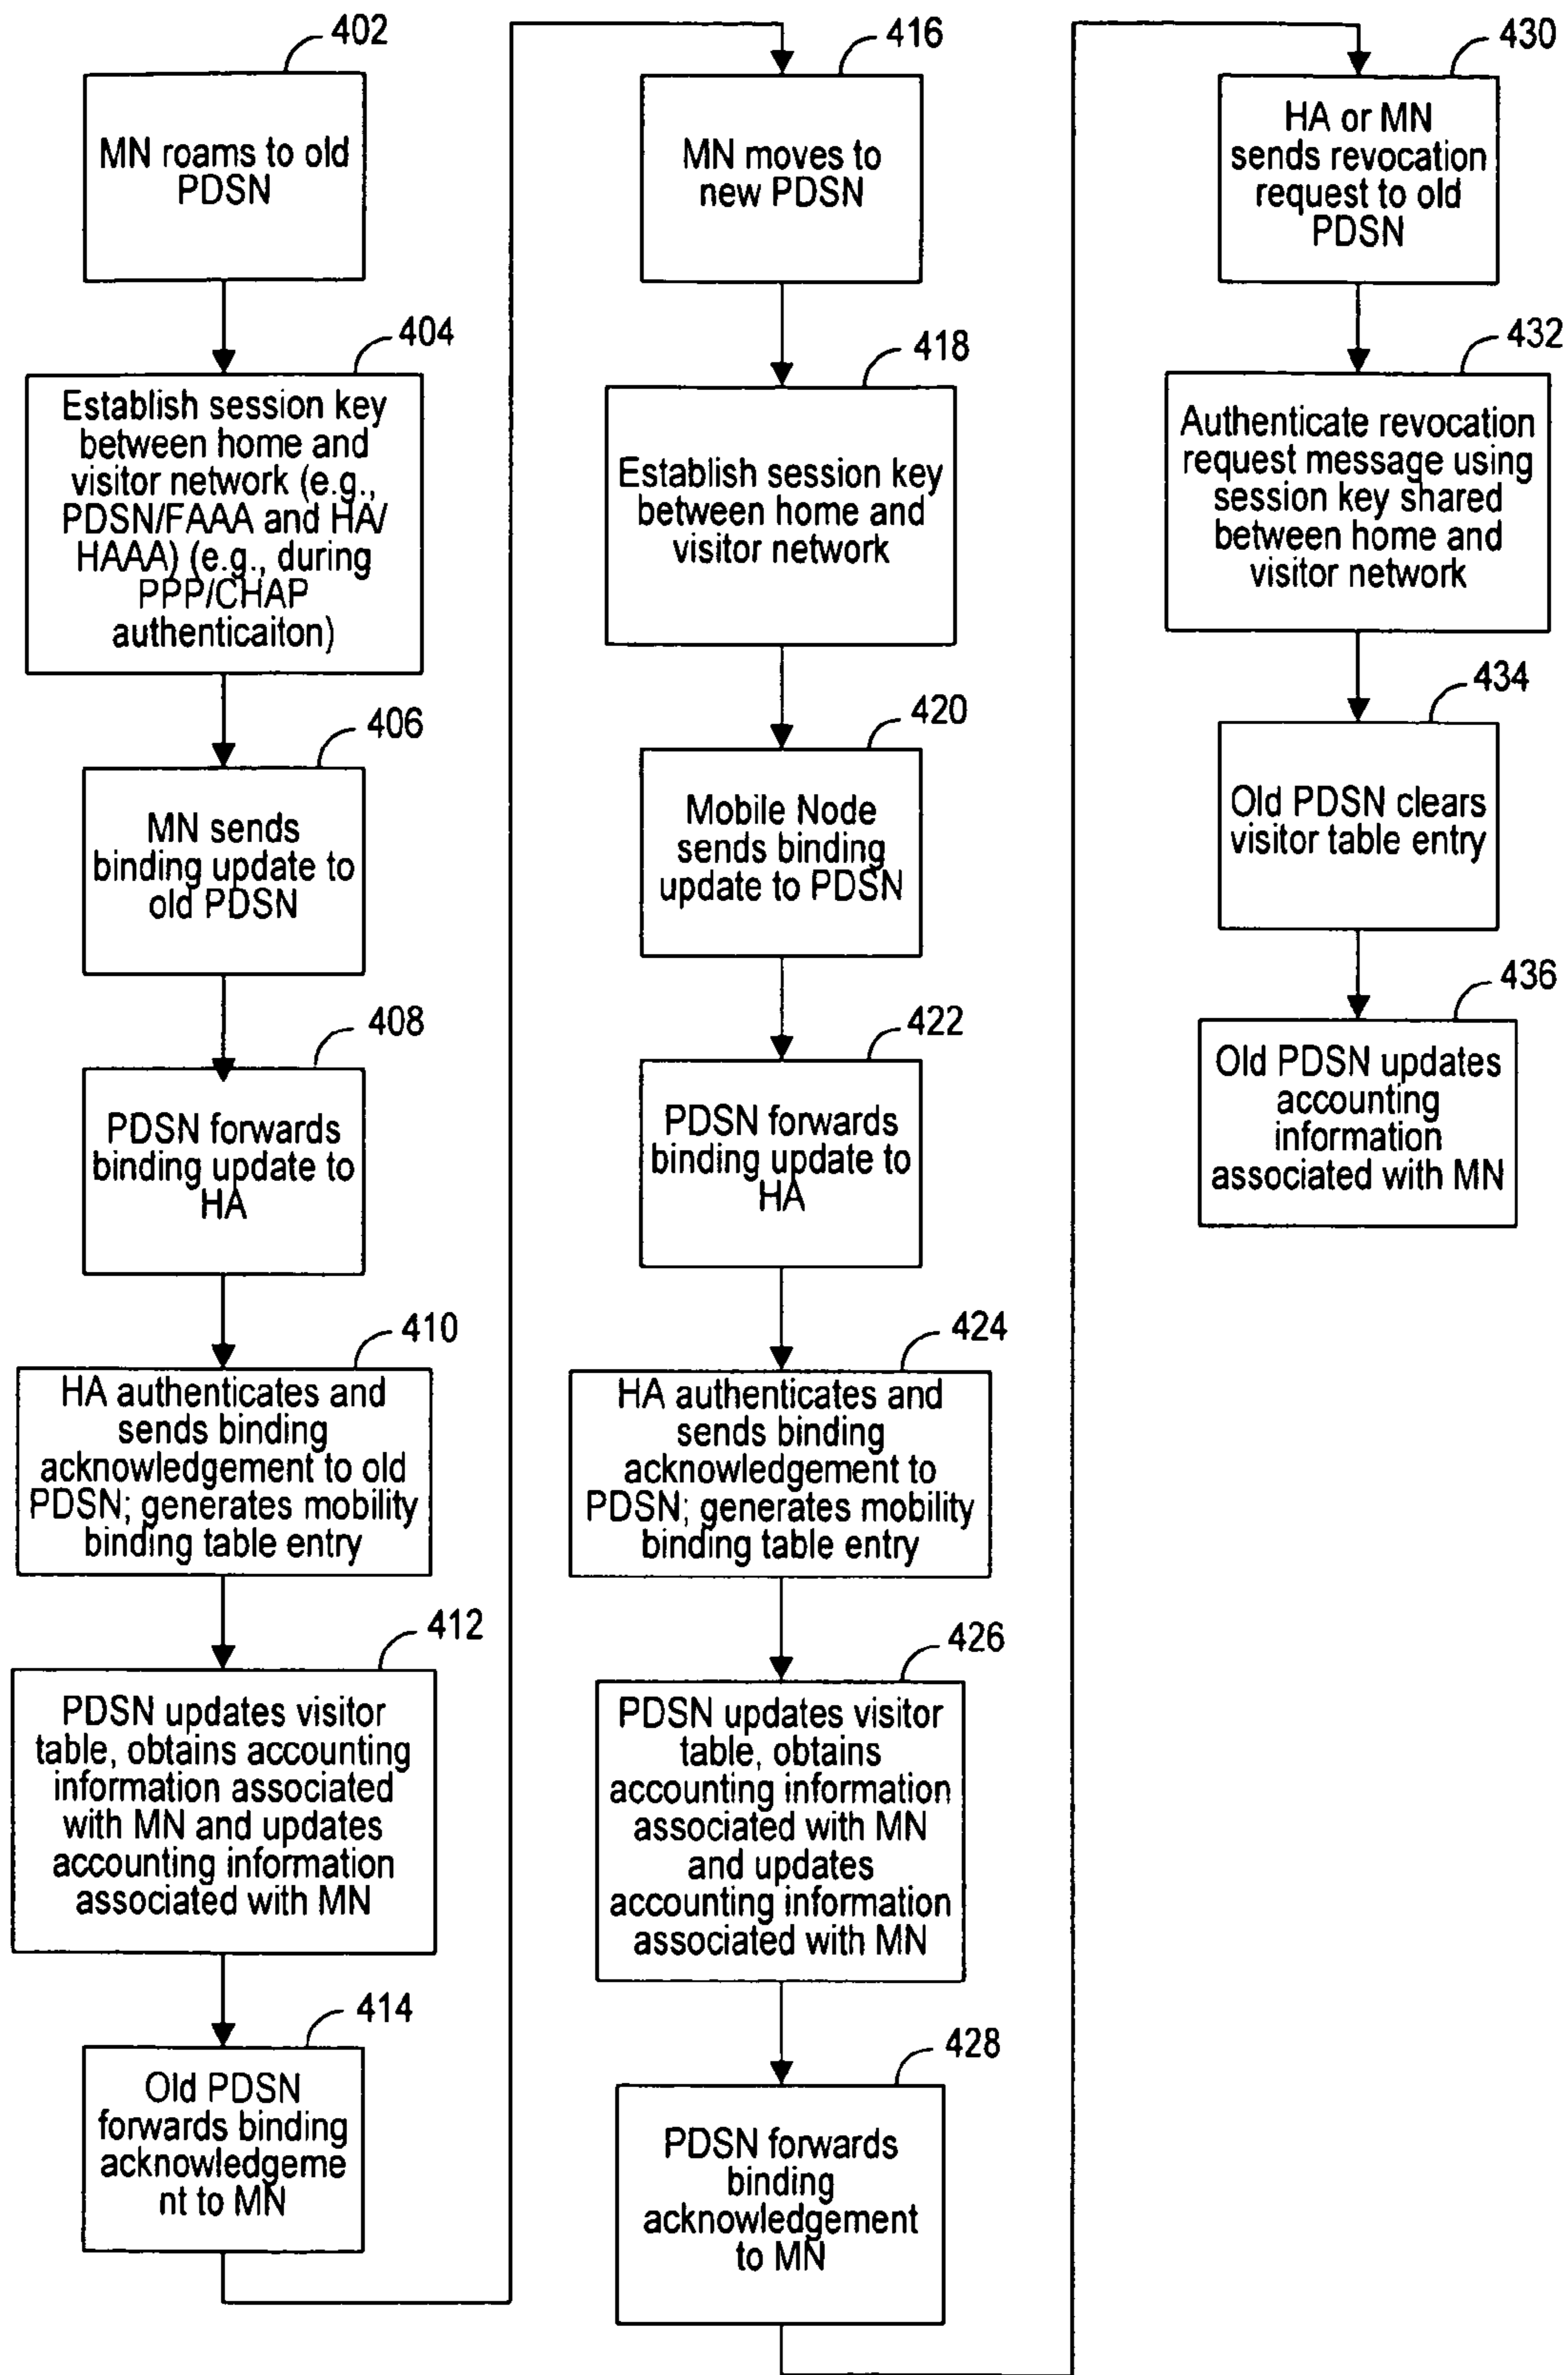 402
MN roams to old
PDSN
404
Establish session key
between home and
visitor network (e.g.,
PDSN/FAAA and HA/
HAAA) (e.g., during
PPP/CHAP
authenticaiton)
406
MN sends
binding update to
old PDSN
408
PDSN forwards
binding update to
HA
410
HA authenticates and
sends binding
acknowledgement to old
PDSN; generates mobility
binding table entry
412
PDSN updates visitor
table, obtains accounting
information associated
with MN and updates
accounting information
associated with MN
414
Old PDSN
forwards binding
acknowledgeme
nt to MN
416
MN moves to
new PDSN
418
Establish session key
between home and
visitor network
420
Mobile Node
sends binding
update to PDSN
422
PDSN forwards
binding update to
HA
424
HA authenticates and
sends binding
acknowledgement to
PDSN; generates mobility
binding table entry
426
PDSN updates visitor
table, obtains
accounting information
associated with MN
and updates
accounting information
associated with MN
428
PDSN forwards
binding
acknowledgement
to MN
430
HA or MN
sends revocation
request to old
PDSN
432
Authenticate revocation
request message using
session key shared
between home and
visitor network
434
Old PDSN clears
visitor table entry
436
Old PDSN updates
accounting
information
associated with MN